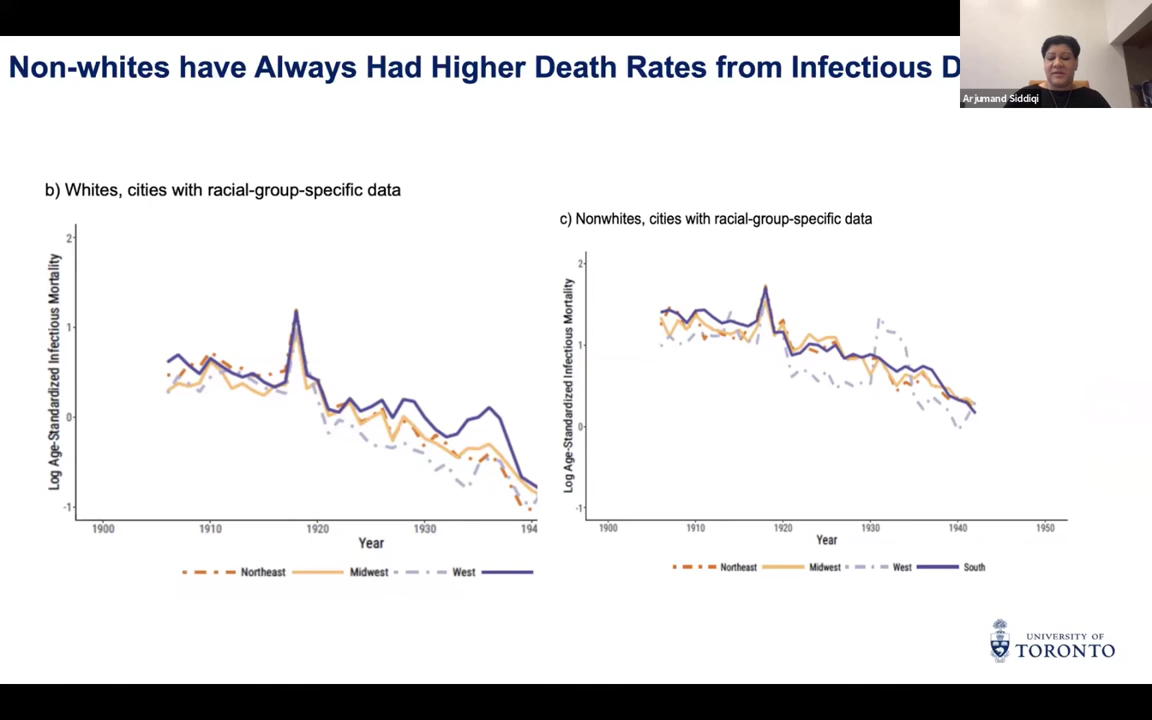 Non-whites have Always Had Higher Death Rates from Infectious D
Arjumand Siddiqi
b) Whites, cities with racial-group-specific data
2
1
0
-1
Log Age-Standardized Infectious Mortality
1900
1910
1920
1930
194
Year
Northeast
Midwest
West
c) Nonwhites, cities with racial-group-specific data
2
1
0
-1
Log Age-Standardized Infectious Mortality
1900
1910
1920
1930
1940
1950
Year
Northeast
Midwest
West
South
UNIVERSITY OF
TORONTO